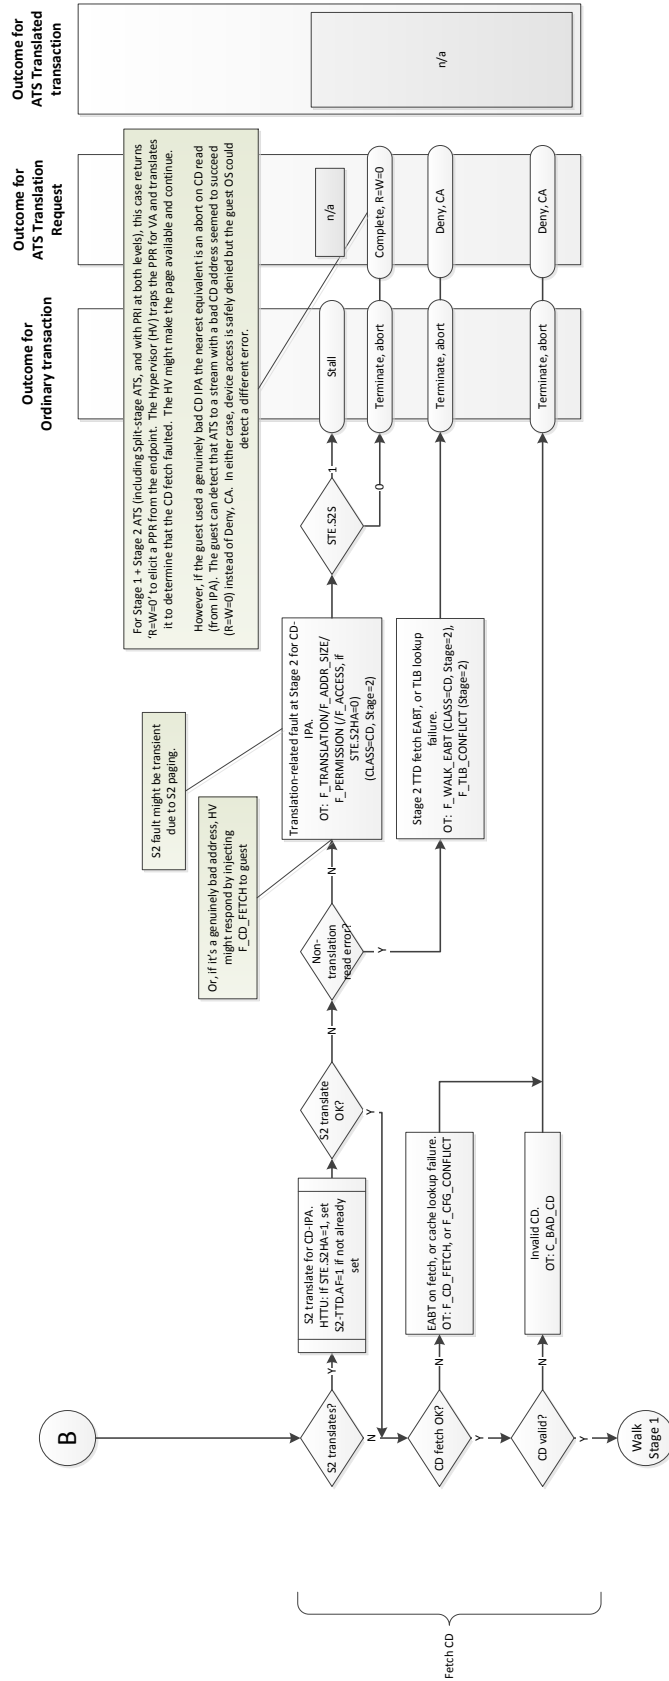 Outcome for
Ordinary transaction
Outcome for
ATS Translation
Request
Outcome for
ATS Translated
transaction
B
For Stage 1 + Stage 2 ATS (including Split-stage ATS, and with PRI at both levels), this case returns
‘R=W=0’ to elicit a PPR from the endpoint. The Hypervisor (HV) traps the PPR for VA and translates
it to determine that the CD fetch faulted. The HV might make the page available and continue.
However, if the guest used a genuinely bad CD IPA the nearest equivalent is an abort on CD read
(from IPA). The guest can detect that ATS to a stream with a bad CD address seemed to succeed
(R=W=0) instead of Deny, CA. In either case, device access is safely denied but the guest OS could
detect a different error.
S2 fault might be transient
due to S2 paging.
Or, if it’s a genuinely bad address, HV
might respond by injecting
F_CD_FETCH to guest
S2 translates?
Y
N
S2 translate for CD-IPA.
HTTU: If STE.S2HA=1, set
S2-TTD.AF=1 if not already
set
S2 translate
OK?
N
Y
Non-
translation
read error?
N
Y
Translation-related fault at Stage 2 for CD-
IPA.
OT: F_TRANSLATION/F_ADDR_SIZE/
F_PERMISSION (/F_ACCESS, if
STE.S2HA=0)
(CLASS=CD, Stage=2)
STE.S2S
1
0
Stall
n/a
n/a
Terminate, abort
Complete, R=W=0
Stage 2 TTD fetch EABT, or TLB lookup
failure.
OT: F_WALK_EABT (CLASS=CD, Stage=2),
F_TLB_CONFLICT (Stage=2)
Terminate, abort
Deny, CA
CD fetch OK?
N
Y
EABT on fetch, or cache lookup failure.
OT: F_CD_FETCH, or F_CFG_CONFLICT
CD valid?
N
Y
Invalid CD.
OT: C_BAD_CD
Terminate, abort
Deny, CA
Walk
Stage 1
Fetch CD